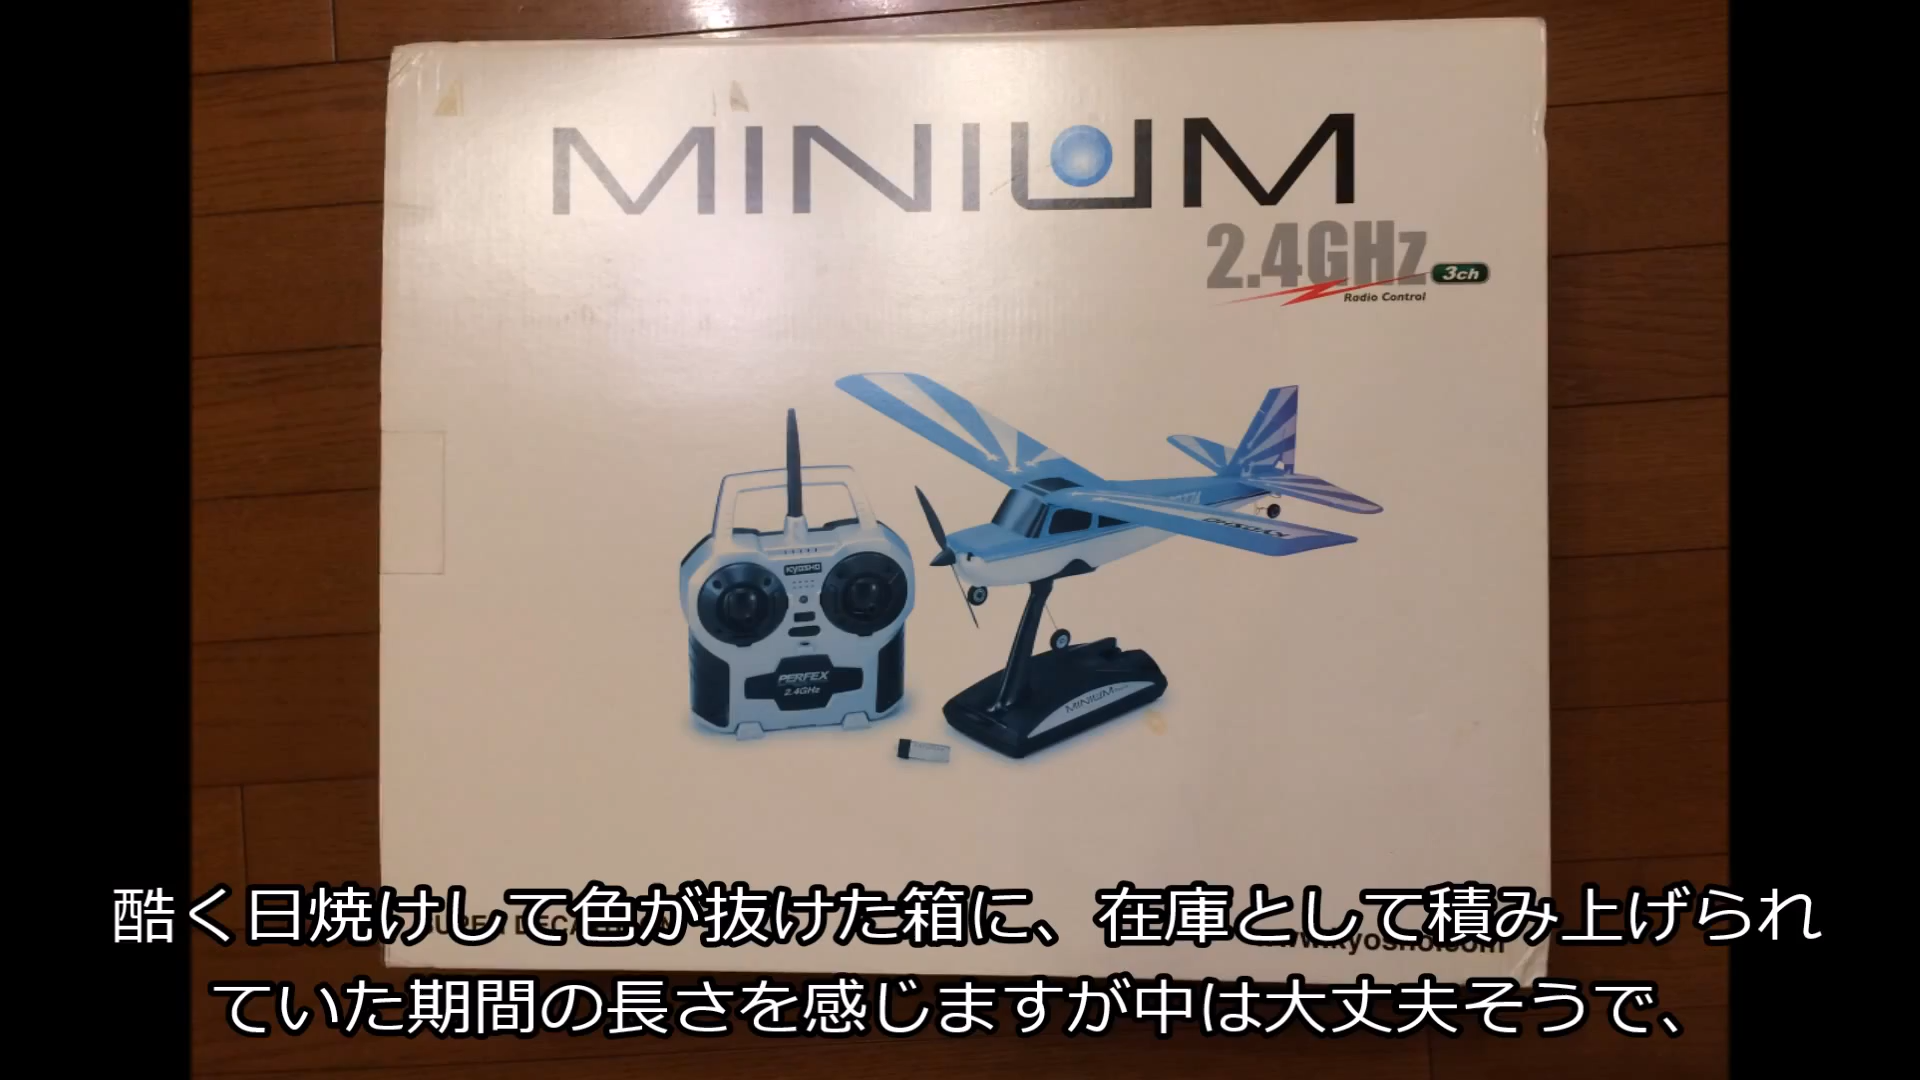 MINIUM
2.4GHz
3ch
Radio Control
KYOSHO
KYOSHO
PERFEX
2.4GHz
MINIUM
酷く日焼けして色が抜けた箱に、在庫として積み上げられ
ていた期間の長さを感じますが中は大丈夫そうで、